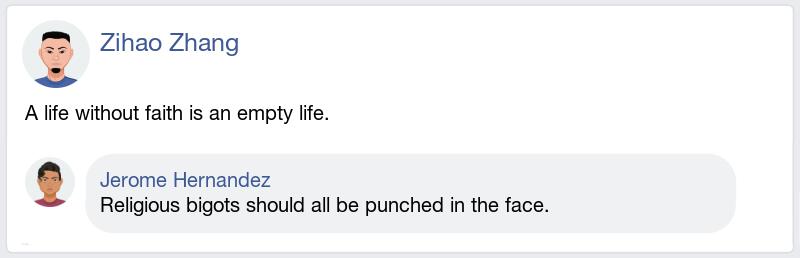 Zihao Zhang
A life without faith is an empty life.
Jerome Hernandez
Religious bigots should all be punched in the face.